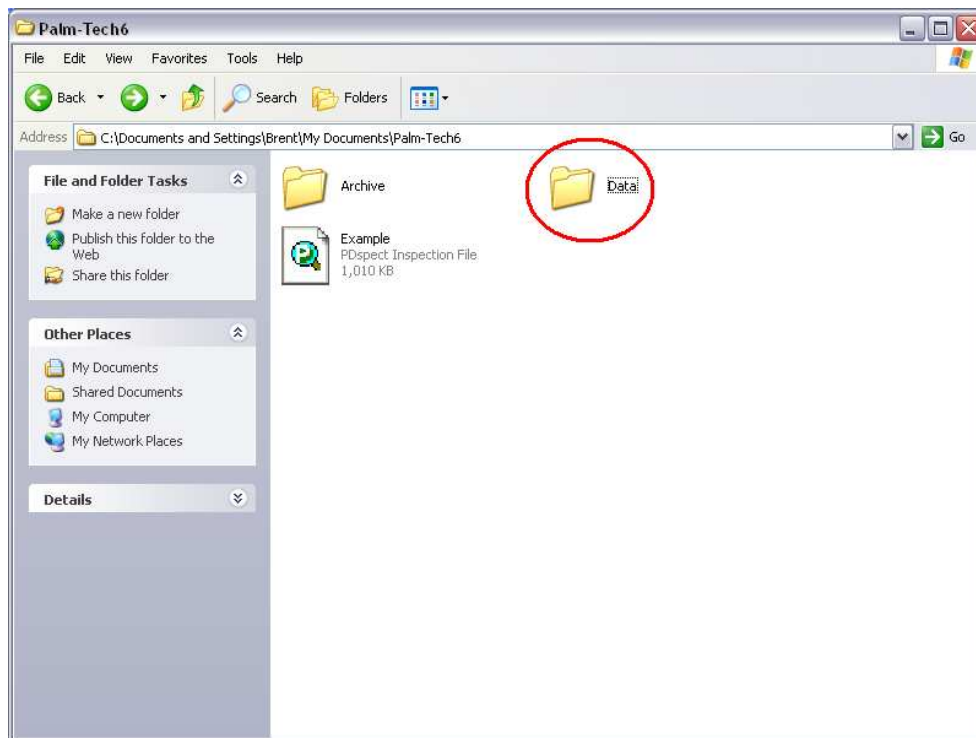 Palm-Tech6
File Edit View Favorites Tools Help
Back Search Folders
Address C:\Documents and Settings\Brent\My Documents\Palm-Tech6 Go
File and Folder Tasks
Make a new folder
Publish this folder to the
Web
Share this folder
Other Places
My Documents
Shared Documents
My Computer
My Network Places
Details
Archive
Data
Example
PDspect Inspection File
1,010 KB